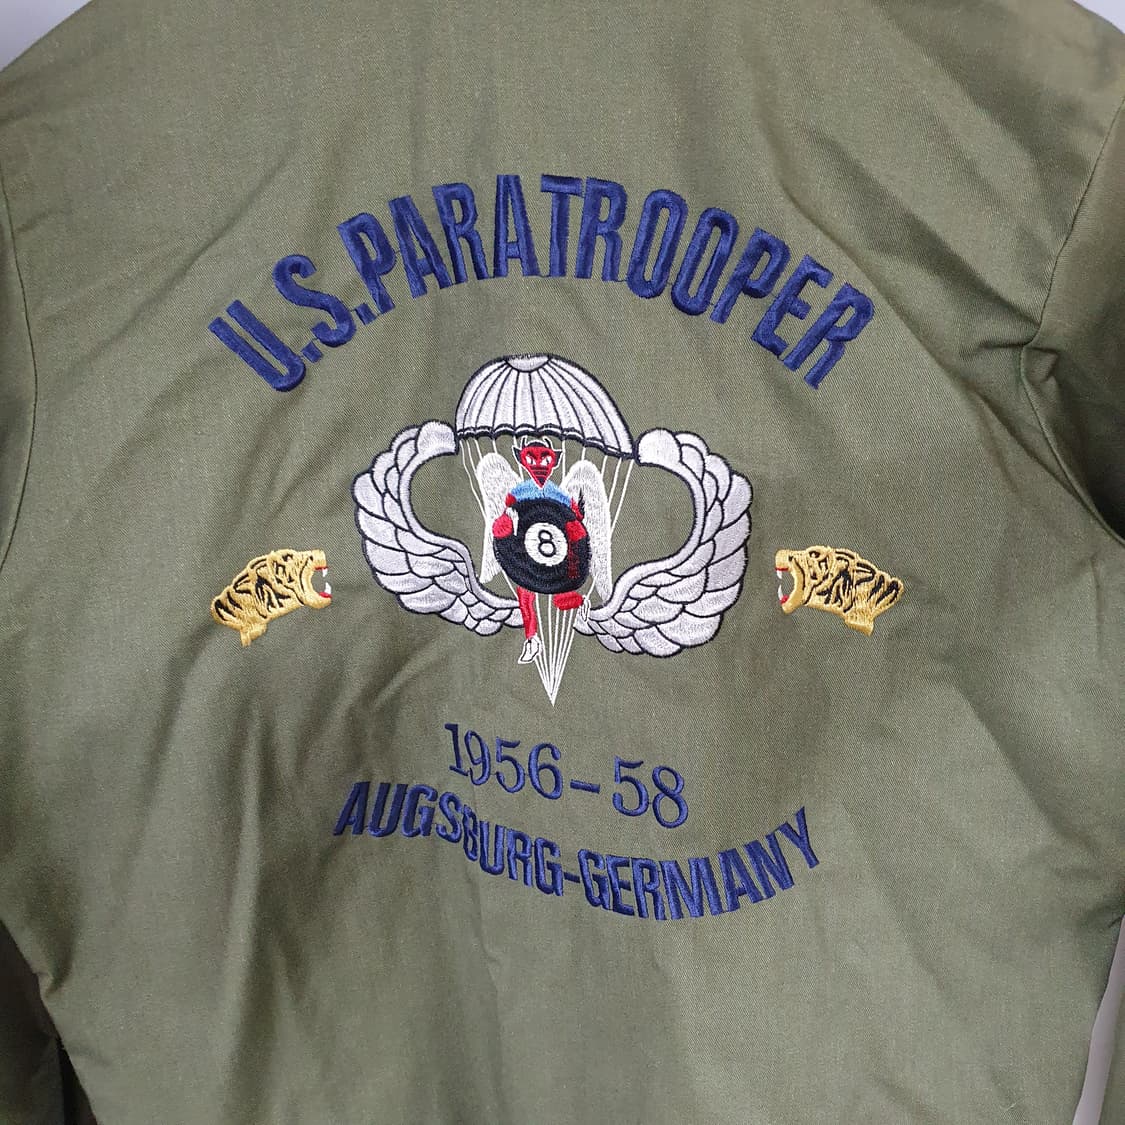 U.S.PARATROOPER
8
1956-58
AUGSBURG-GERMANY